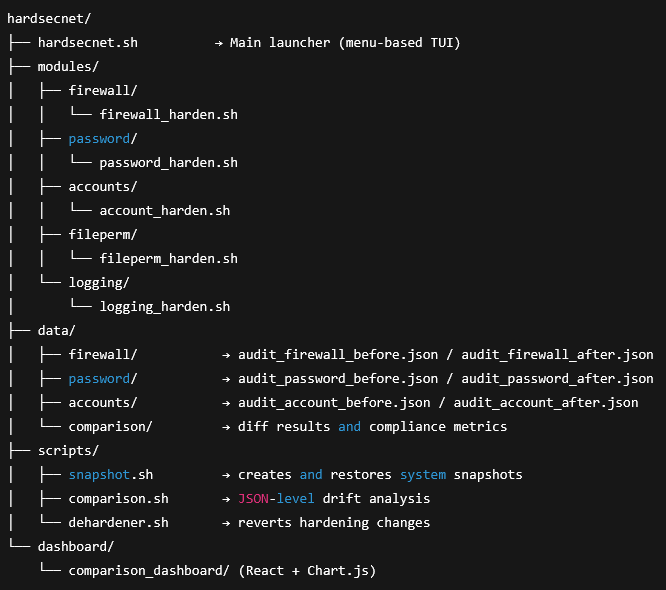 hardsecnet/
├── hardsecnet.sh          → Main launcher (menu-based TUI)
├── modules/
│   ├── firewall/
│   │   └── firewall_harden.sh
│   ├── password/
│   │   └── password_harden.sh
│   ├── accounts/
│   │   └── account_harden.sh
│   ├── fileperm/
│   │   └── fileperm_harden.sh
│   └── logging/
│       └── logging_harden.sh
├── data/
│   ├── firewall/           → audit_firewall_before.json / audit_firewall_after.json
│   ├── password/           → audit_password_before.json / audit_password_after.json
│   ├── accounts/           → audit_account_before.json / audit_account_after.json
│   └── comparison/         → diff results and compliance metrics
├── scripts/
│   ├── snapshot.sh         → creates and restores system snapshots
│   ├── comparison.sh       → JSON-level drift analysis
│   └── dehardener.sh       → reverts hardening changes
└── dashboard/
    └── comparison_dashboard/ (React + Chart.js)